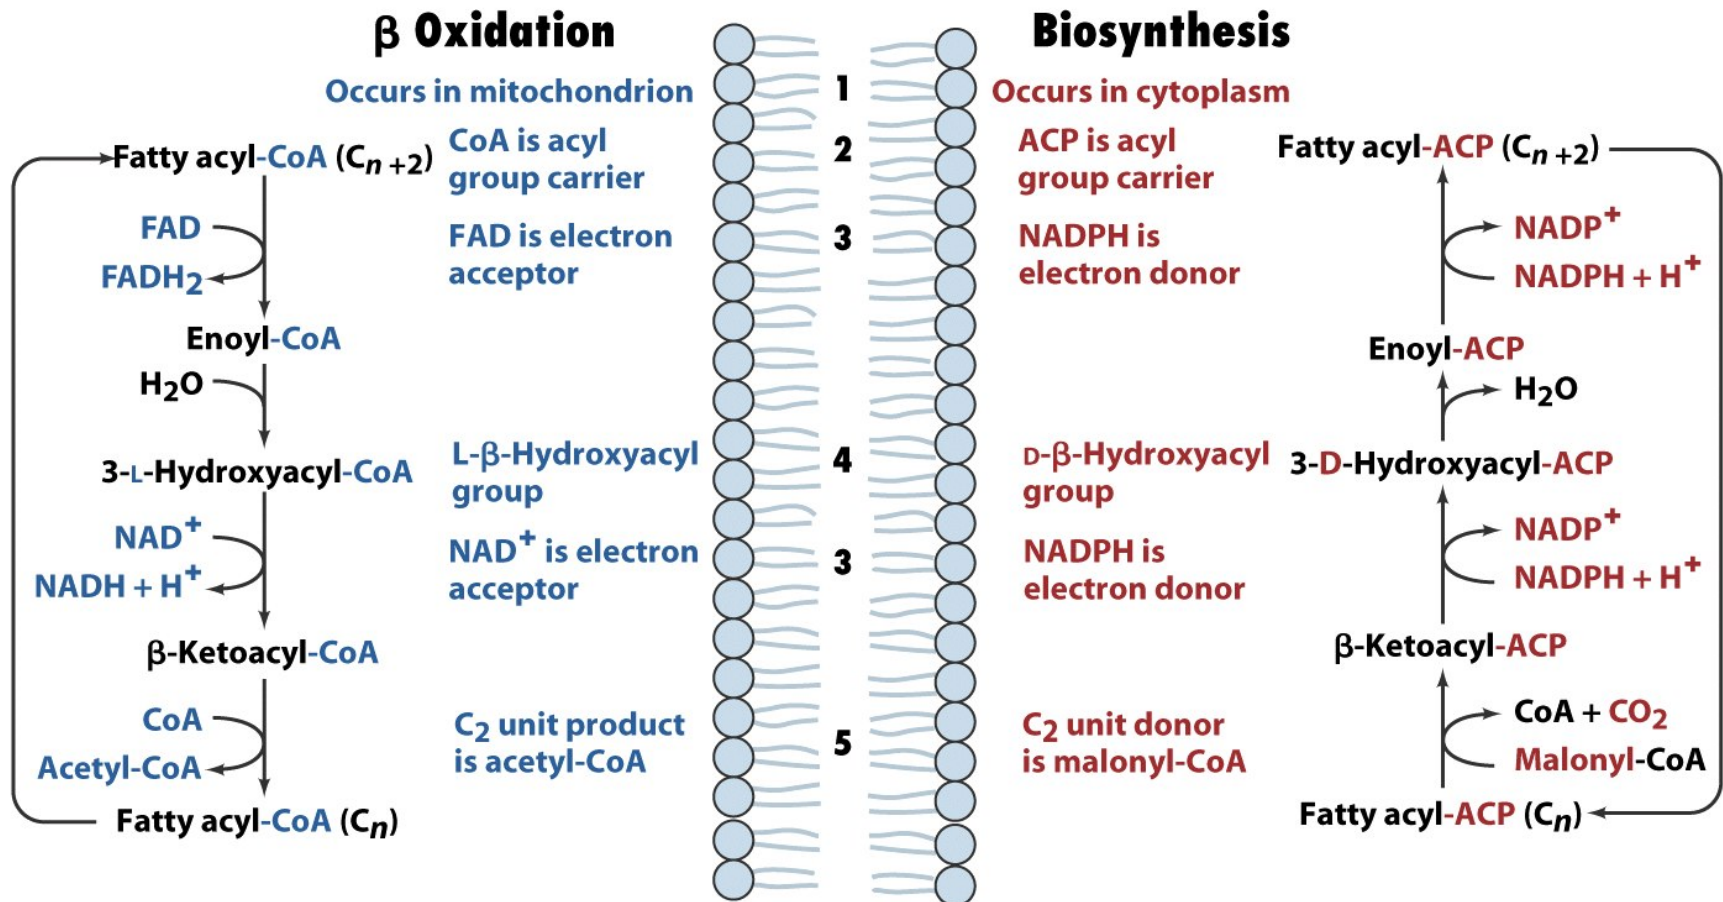 β Oxidation
Occurs in mitochondrion
Fatty acyl-CoA (Cn+2)
CoA is acyl
group carrier
FAD
FADH2
FAD is electron
acceptor
Enoyl-CoA
H2O
3-L-Hydroxyacyl-CoA
L-β-Hydroxyacyl
group
NAD+
NADH + H+
NAD+ is electron
acceptor
β-Ketoacyl-CoA
CoA
Acetyl-CoA
C2 unit product
is acetyl-CoA
Fatty acyl-CoA (Cn)
1
2
3
4
3
5
Biosynthesis
Occurs in cytoplasm
ACP is acyl
group carrier
Fatty acyl-ACP (Cn+2)
NADPH is
electron donor
NADP+
NADPH + H+
Enoyl-ACP
H2O
D-β-Hydroxyacyl
group
3-D-Hydroxyacyl-ACP
NADPH is
electron donor
NADP+
NADPH + H+
β-Ketoacyl-ACP
C2 unit donor
is malonyl-CoA
CoA + CO2
Malonyl-CoA
Fatty acyl-ACP (Cn)